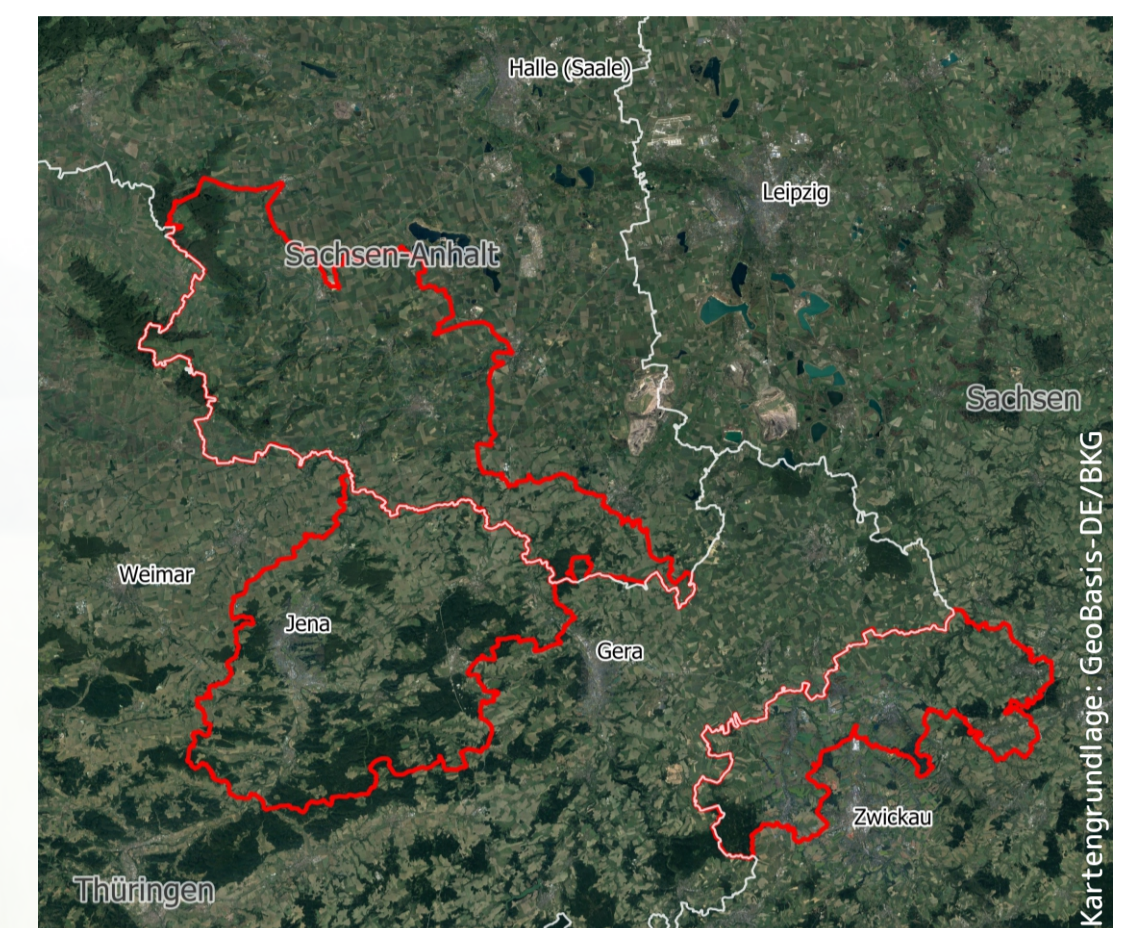 Halle (Saale)
Leipzig
Sachsen-Anhalt
Sachsen
Weimar
Jena
Gera
Zwickau
Thüringen
Kartengrundlage: GeoBasis-DE/BKG